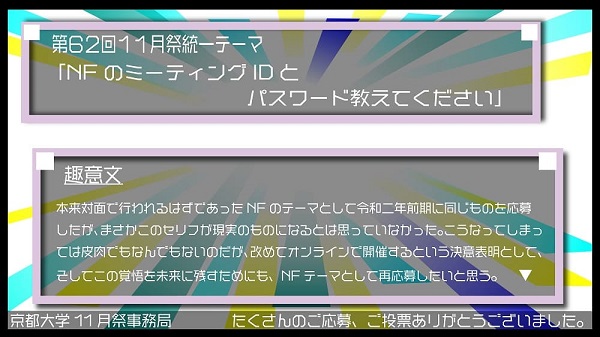 第62回11月祭統一テーマ
「NFのミーティングIDと
パスワード教えてください」
趣意文
本来対面で行われるはずであったNFのテーマとして令和二年前期に同じものを応募
したが、まさかこのセリフが現実のものになるとは思っていなかった。こうなってしまっ
ては皮肉でもなんでもないのだが、改めてオンラインで開催するという決意表明として、
そしてこの覚悟を未来に残すためにも、NFテーマとして再応募したいと思う。 ▼
京都大学11月祭事務局 たくさんのご応募、ご投票ありがとうございました。